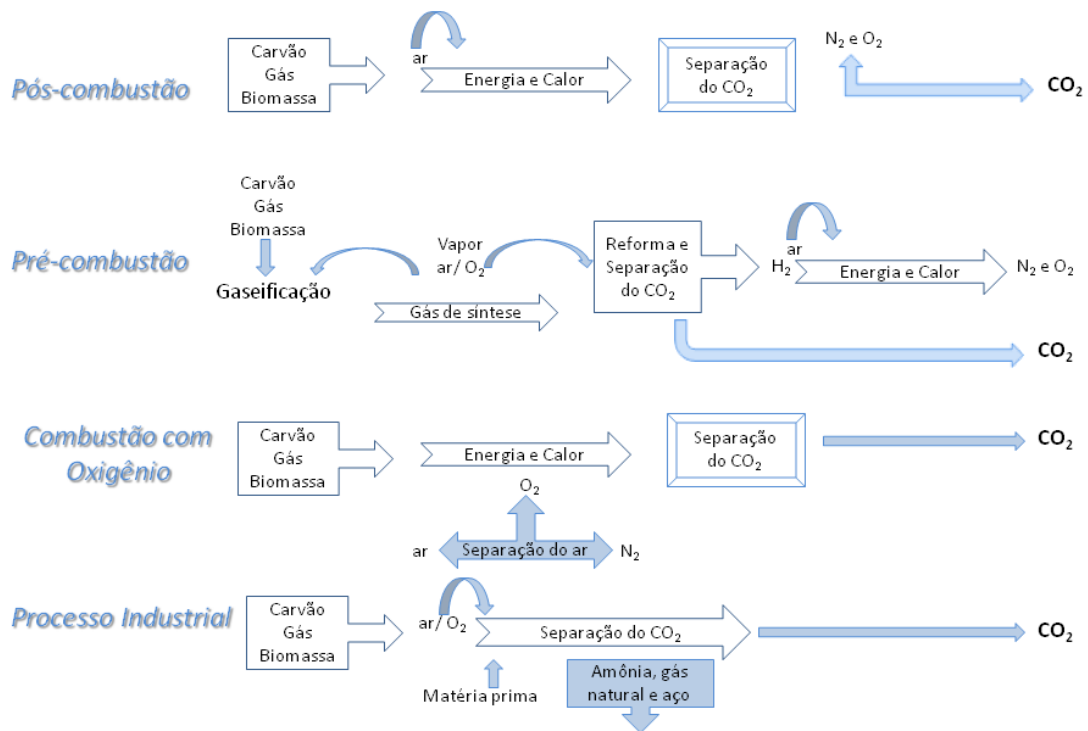 Pós-combustão
Carvão
Gás
Biomassa
ar
Energia e Calor
Separação
do CO₂
N₂ e O₂
CO₂
Pré-combustão
Carvão
Gás
Biomassa
Gaseificação
Vapor
ar/ O₂
Gás de síntese
Reforma e
Separação
do CO₂
ar
H₂
Energia e Calor
N₂ e O₂
CO₂
Combustão com
Oxigênio
Carvão
Gás
Biomassa
Energia e Calor
O₂
ar
Separação do ar
N₂
Separação
do CO₂
CO₂
Processo Industrial
Carvão
Gás
Biomassa
ar/ O₂
Separação do CO₂
Matéria prima
Amônia, gás
natural e aço
CO₂